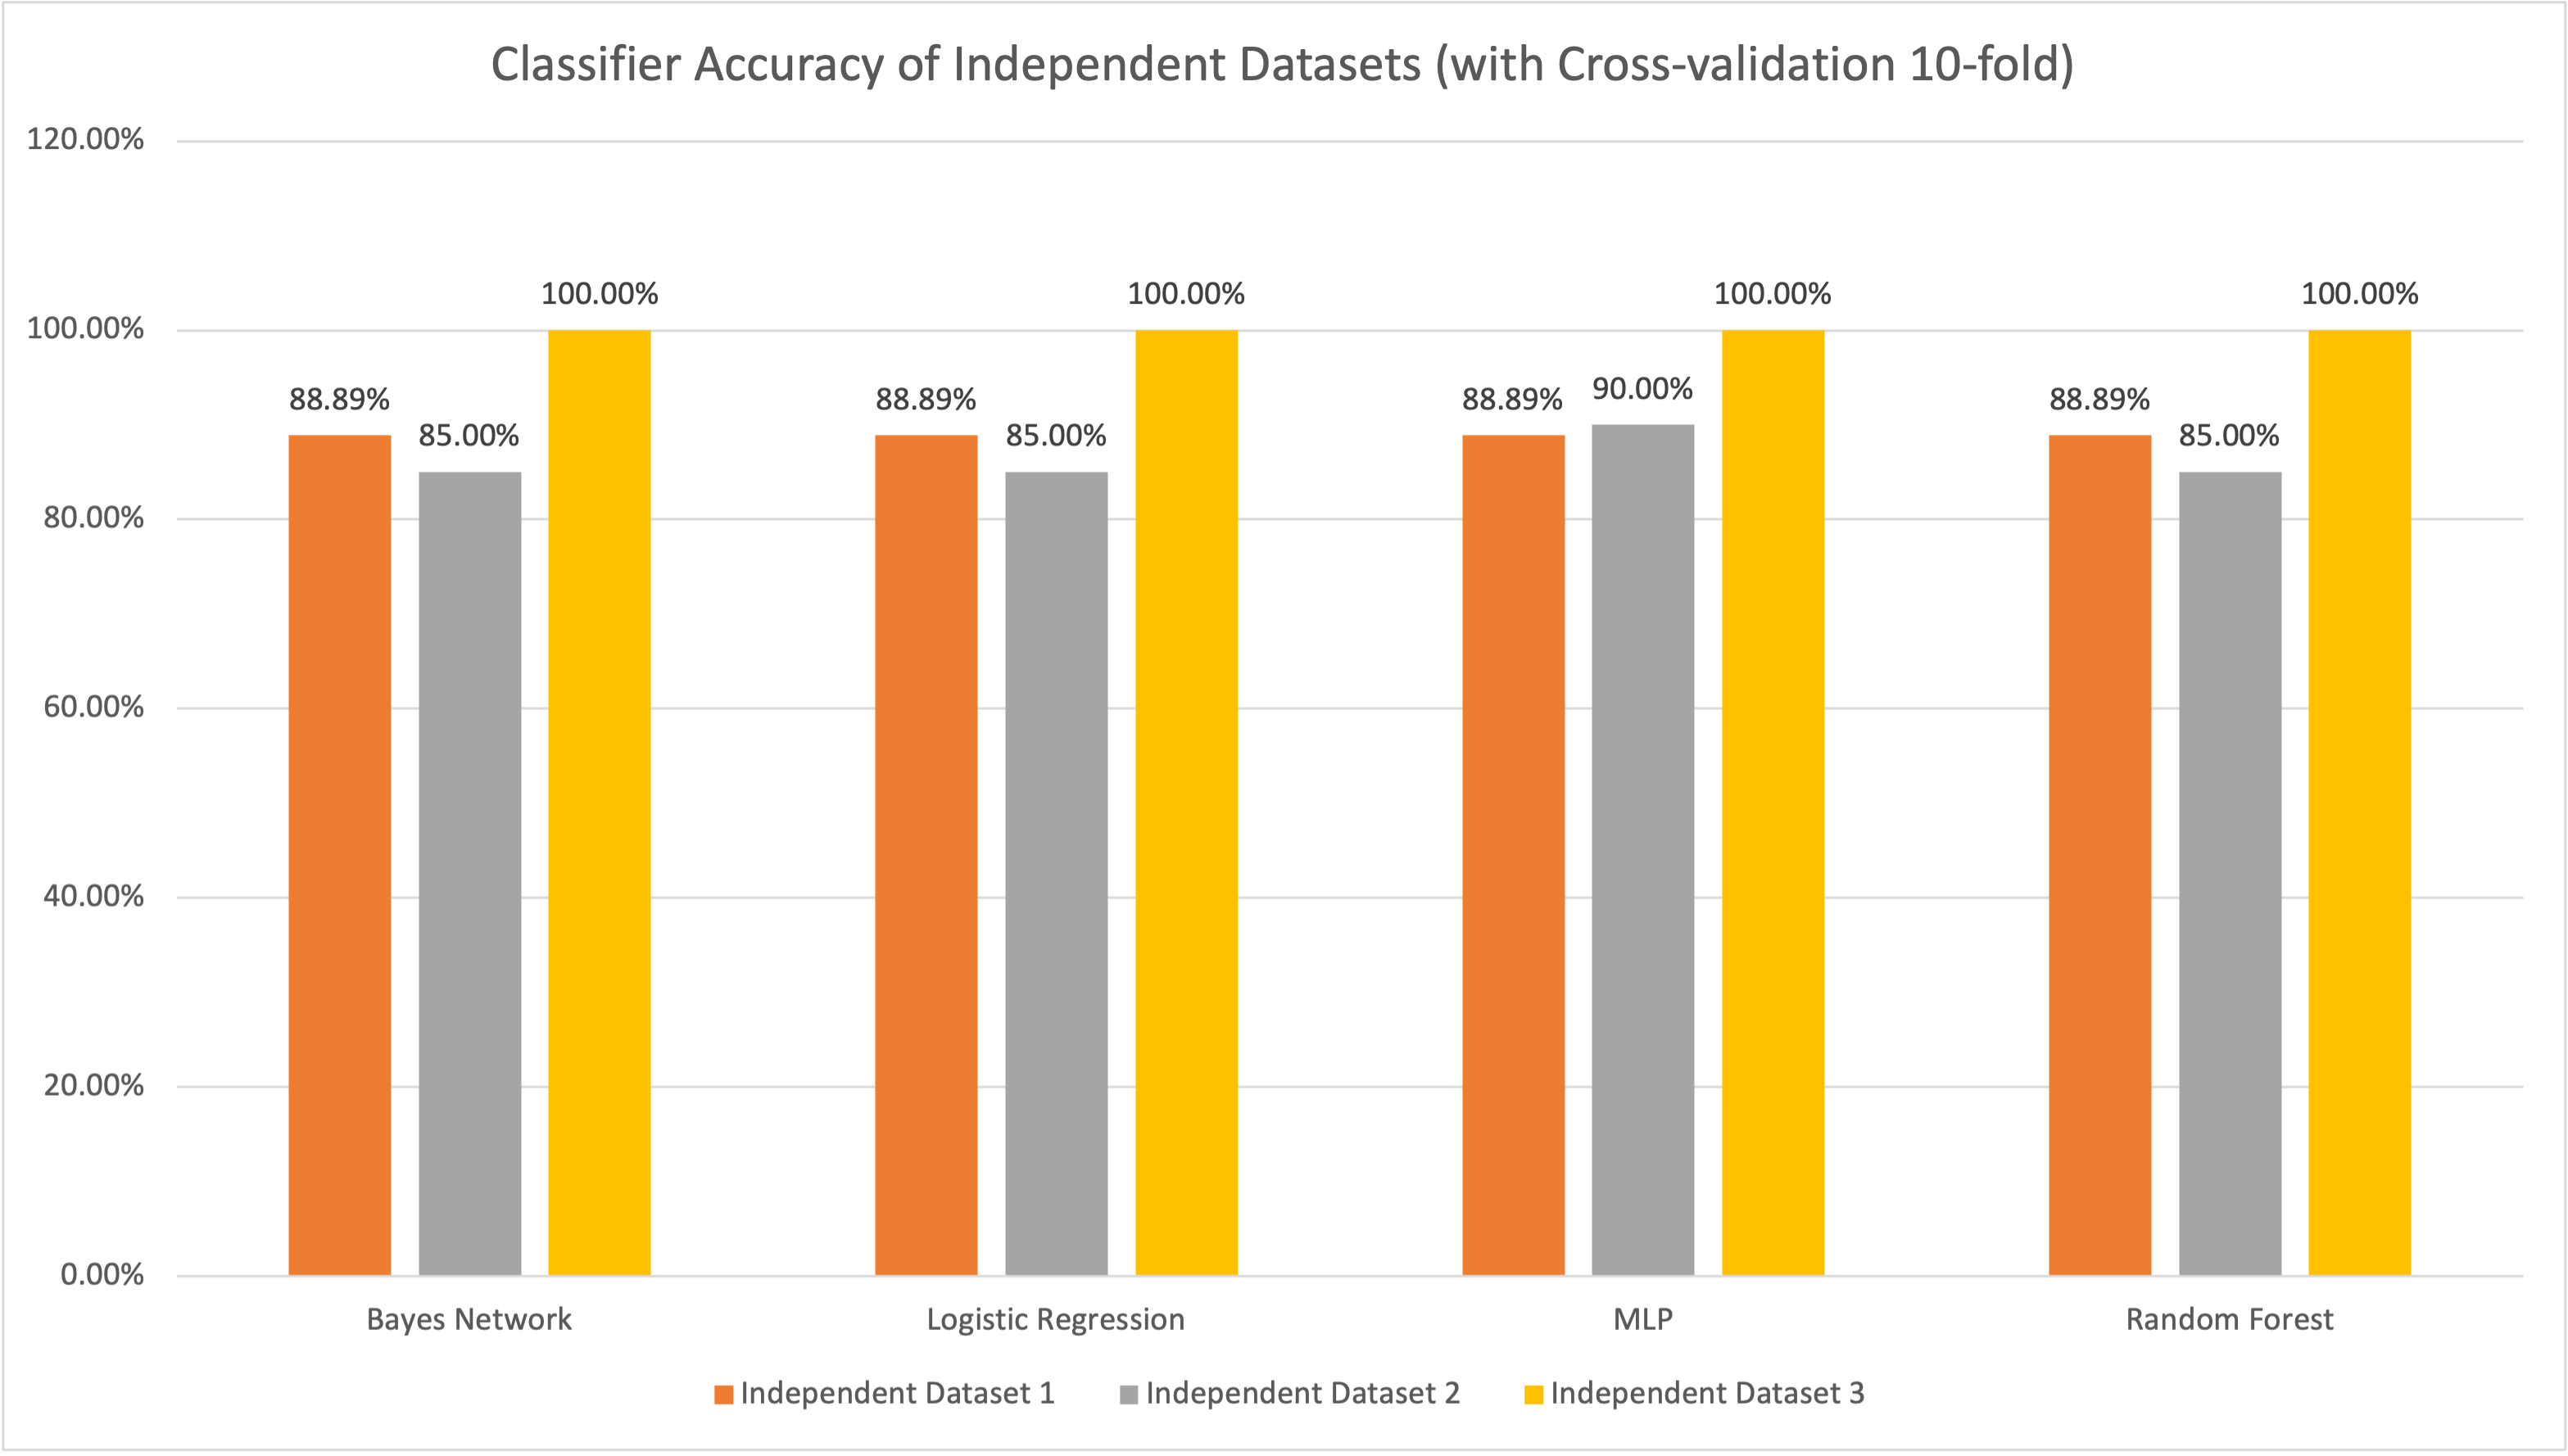 Classifier Accuracy of Independent Datasets (with Cross-validation 10-fold)
120.00%
100.00%
80.00%
60.00%
40.00%
20.00%
0.00%
88.89%
85.00%
100.00%
88.89%
85.00%
100.00%
88.89%
90.00%
100.00%
88.89%
85.00%
100.00%
Bayes Network
Logistic Regression
MLP
Random Forest
Independent Dataset 1
Independent Dataset 2
Independent Dataset 3